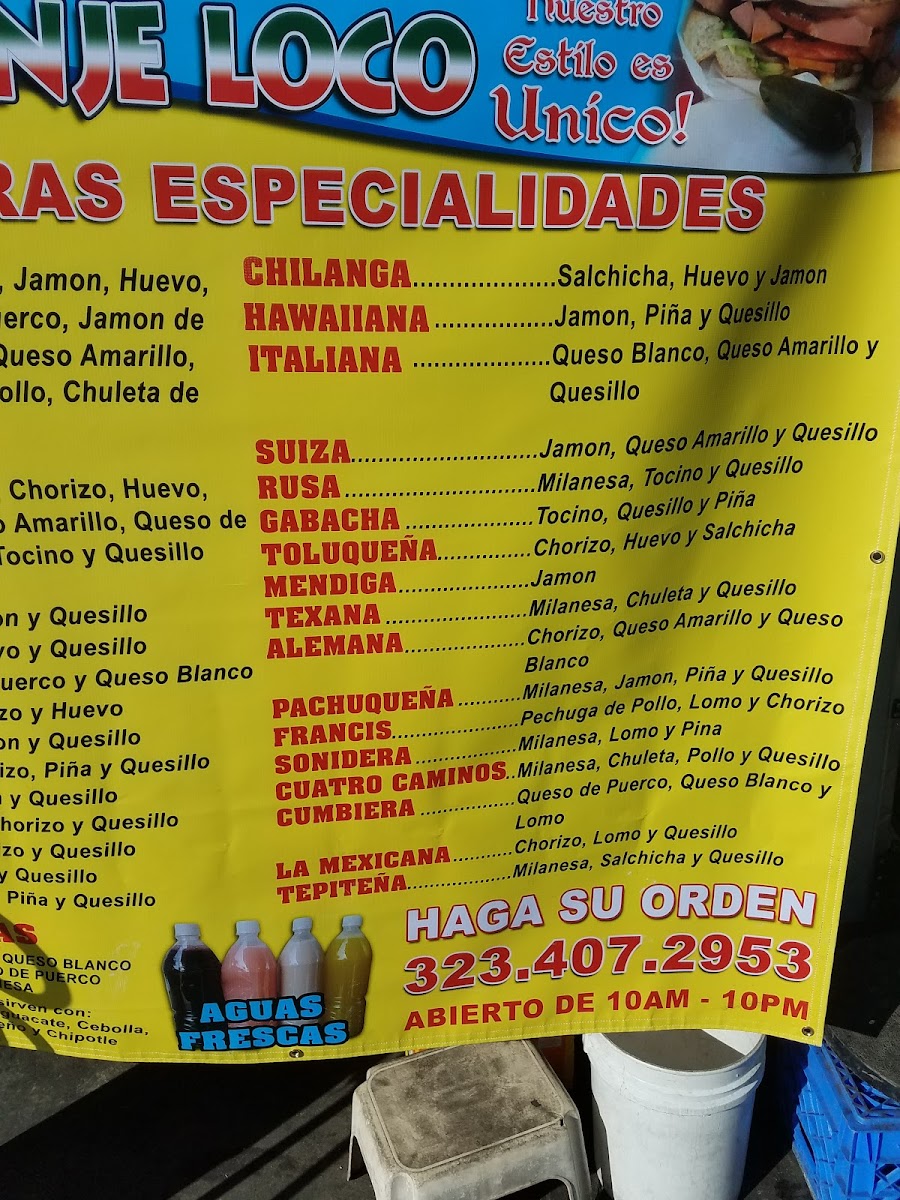 NJE LOCO
Nuestro
Estilo es
Unico!
RAS ESPECIALIDADES
, Jamon, Huevo,
uerco, Jamon de
Queso Amarillo,
ollo, Chuleta de
, Chorizo, Huevo,
o Amarillo, Queso de
Tocino y Quesillo
on y Quesillo
vo y Quesillo
uerco y Queso Blanco
zo y Huevo
on y Quesillo
izo, Piña y Quesillo
y Quesillo
horizo y Quesillo
zo y Quesillo
y Quesillo
Piña y Quesillo
CHILANGA....................Salchicha, Huevo y Jamon
HAWAIIANA.................Jamon, Piña y Quesillo
ITALIANA...................Queso Blanco, Queso Amarillo y
Quesillo
SUIZA..........................Jamon, Queso Amarillo y Quesillo
RUSA...........................Milanesa, Tocino y Quesillo
GABACHA...................Tocino, Quesillo y Piña
TOLUQUEÑA..............Chorizo, Huevo y Salchicha
MENDIGA...................Jamon
TEXANA.....................Milanesa, Chuleta y Quesillo
ALEMANA..................Chorizo, Queso Amarillo y Queso
Blanco
PACHUQUEÑA..........Milanesa, Jamon, Piña y Quesillo
FRANCIS....................Pechuga de Pollo, Lomo y Chorizo
SONIDERA.................Milanesa, Lomo y Pina
CUATRO CAMINOS..Milanesa, Chuleta, Pollo y Quesillo
CUMBIERA...............Queso de Puerco, Queso Blanco y
Lomo
LA MEXICANA..........Chorizo, Lomo y Quesillo
TEPITEÑA.................Milanesa, Salchicha y Quesillo
AS
QUESO BLANCO
O DE PUERCO
ESA
sirven con:
guacate, Cebolla,
eño y Chipotle
AGUAS
FRESCAS
HAGA SU ORDEN
323.407.2953
ABIERTO DE 10AM - 10PM